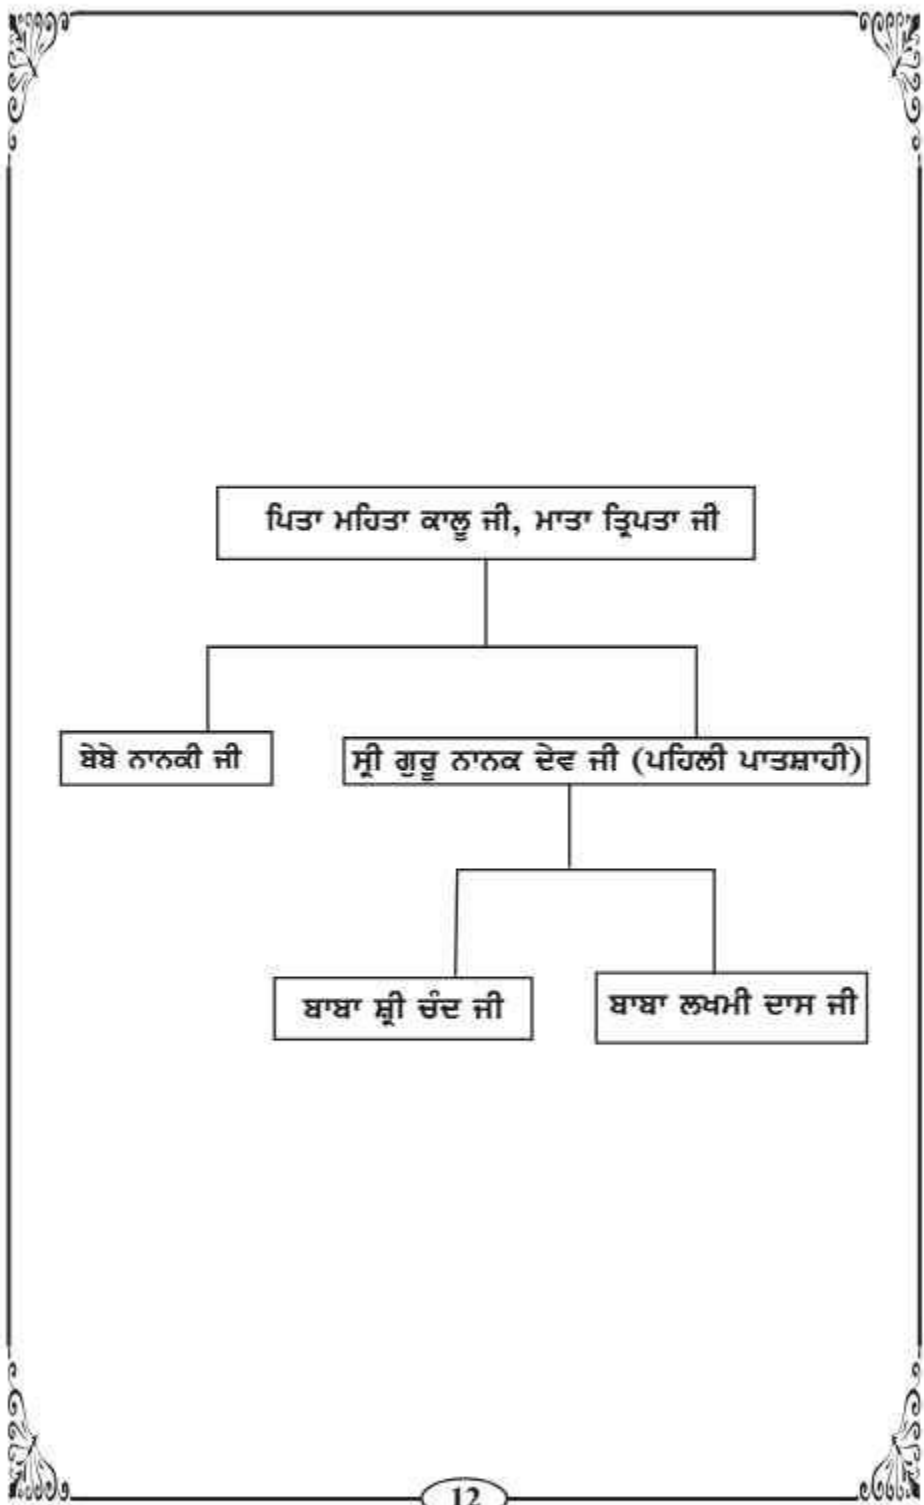 ਪਿਤਾ ਮਹਿਤਾ ਕਾਲੂ ਜੀ, ਮਾਤਾ ਤ੍ਰਿਪਤਾ ਜੀ
ਬੇਬੇ ਨਾਨਕੀ ਜੀ
ਸ੍ਰੀ ਗੁਰੂ ਨਾਨਕ ਦੇਵ ਜੀ (ਪਹਿਲੀ ਪਾਤਸ਼ਾਹੀ)
ਬਾਬਾ ਸ਼੍ਰੀ ਚੰਦ ਜੀ
ਬਾਬਾ ਲਖਮੀ ਦਾਸ ਜੀ
12